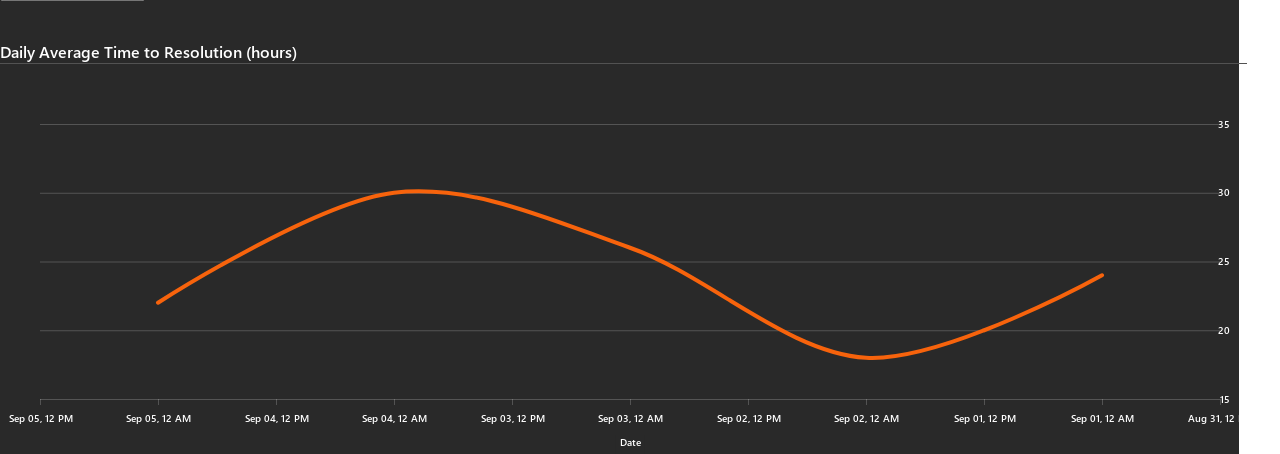 Daily Average Time to Resolution (hours)
35
30
25
20
15
Sep 05, 12 PM Sep 05, 12 AM Sep 04, 12 PM Sep 04, 12 AM Sep 03, 12 PM Sep 03, 12 AM Sep 02, 12 PM Sep 02, 12 AM Sep 01, 12 PM Sep 01, 12 AM Aug 31, 12
Date